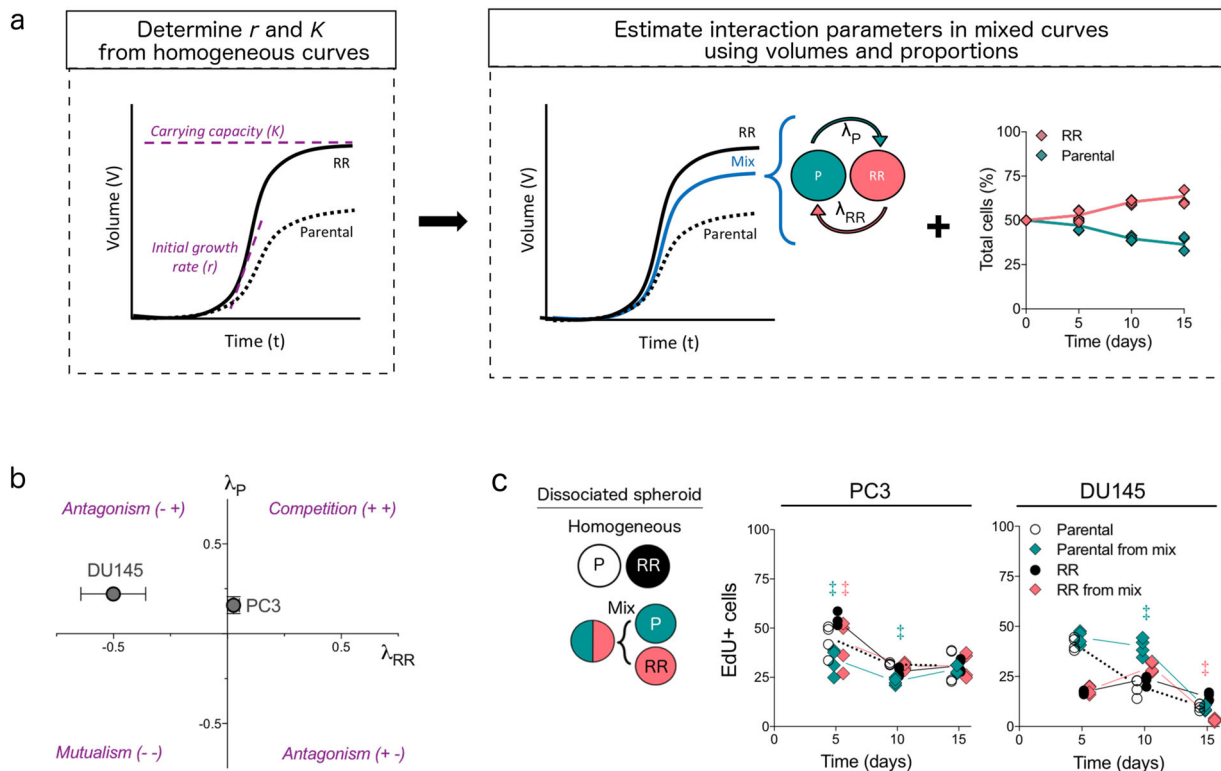 a
Determine r and K
from homogeneous curves
Carrying capacity (K)
RR
Initial growth
rate (r)
Parental
Volume (V)
Time (t)
Estimate interaction parameters in mixed curves
using volumes and proportions
RR
Mix
Parental
Volume (V)
Time (t)
λP
P
RR
λRR
+
100
75
50
25
0
RR
Parental
Total cells (%)
0 5 10 15
Time (days)
b
λP
Antagonism (- +)
Competition (+ +)
0.5
DU145
PC3
-0.5
0.5
λRR
-0.5
Mutualism (- -)
Antagonism (+ -)
c
Dissociated spheroid
Homogeneous
P
RR
Mix
P
RR
PC3
100
75
50
25
0
EdU+ cells
‡ ‡
‡
5 10 15
Time (days)
DU145
100
75
50
25
0
Parental
Parental from mix
RR
RR from mix
‡
‡
5 10 15
Time (days)